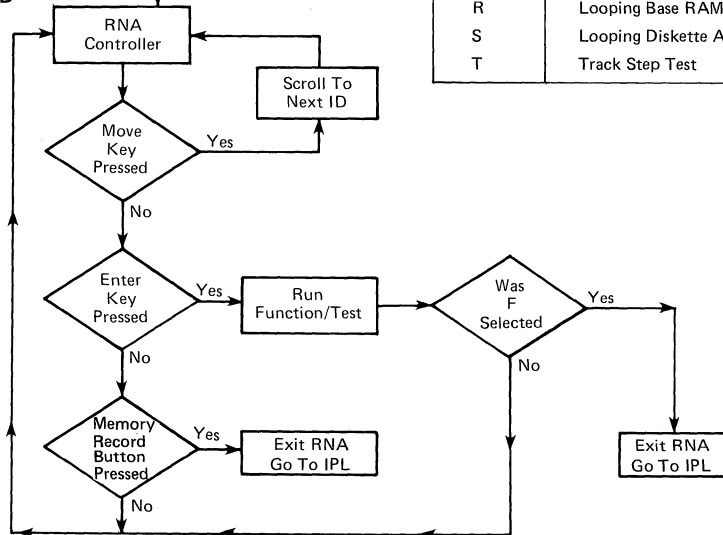 RNA
Controller
R Looping Base RAM
S Looping Diskette A
T Track Step Test
Scroll To
Next ID
Move
Key
Pressed
Yes
No
Enter
Key
Pressed
Yes
Run
Function/Test
Was
F
Selected
Yes
No
No
Memory
Record
Button
Pressed
Yes
Exit RNA
Go To IPL
Exit RNA
Go To IPL
No